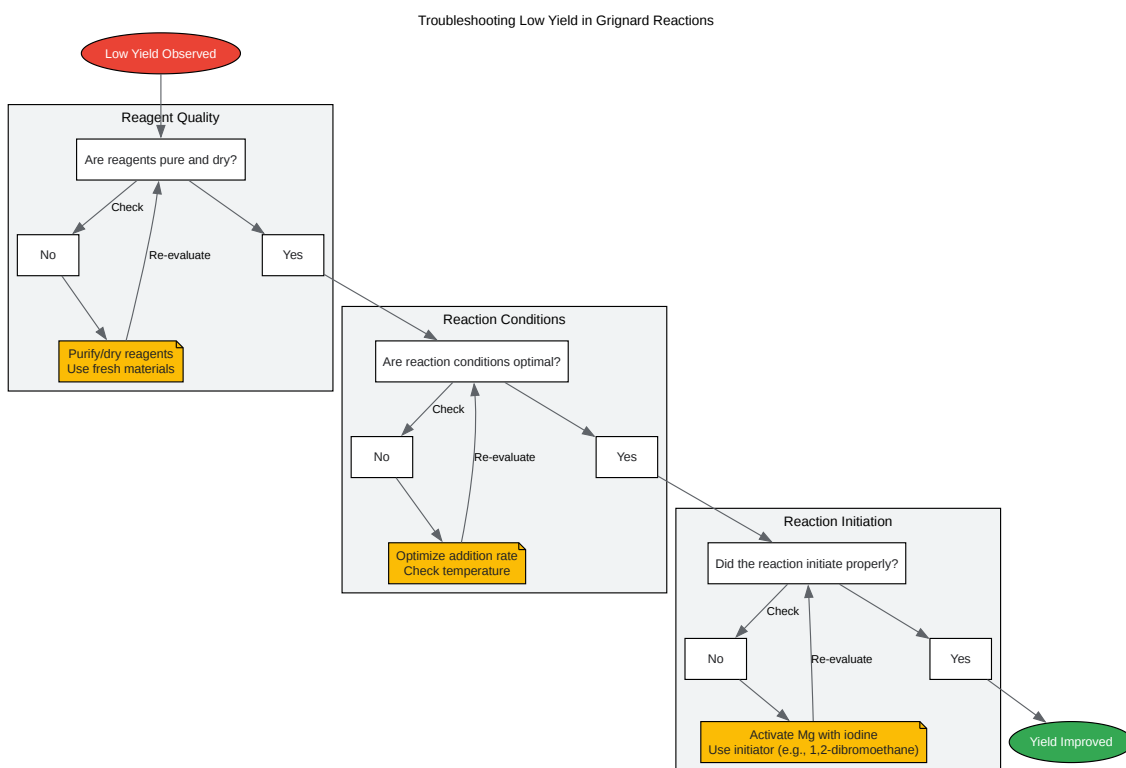 Troubleshooting Low Yield in Grignard Reactions
Low Yield Observed
Reagent Quality
Are reagents pure and dry?
Check
No
Re-evaluate
Yes
Purify/dry reagents
Use fresh materials
Reaction Conditions
Are reaction conditions optimal?
Check
No
Re-evaluate
Yes
Optimize addition rate
Check temperature
Reaction Initiation
Did the reaction initiate properly?
Check
No
Re-evaluate
Yes
Activate Mg with iodine
Use initiator (e.g., 1,2-dibromoethane)
Yield Improved